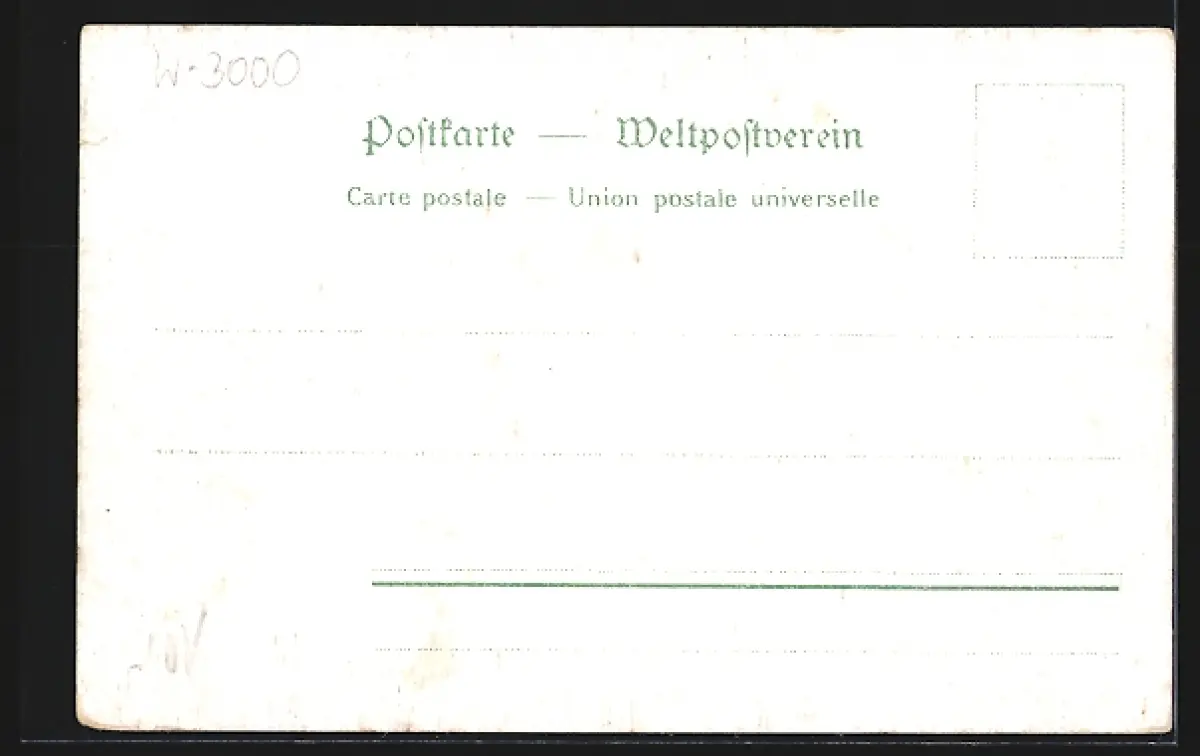 W-3000
Postkarte — Weltpostverein
Carte postale — Union postale universelle